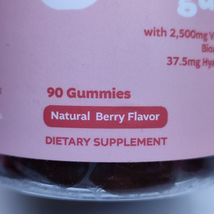 with 2,500mg
37.5mg
90 Gummies
Natural Berry Flavor
DIETARY SUPPLEMENT